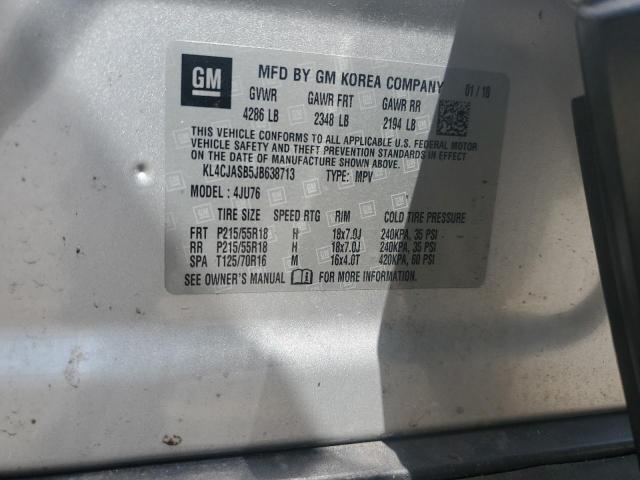 GM MFD BY GM KOREA COMPANY 01/18
GVWR GAWR FRT GAWR RR
4286 LB 2348 LB 2194 LB
THIS VEHICLE CONFORMS TO ALL APPLICABLE U.S. FEDERAL MOTOR
VEHICLE SAFETY AND THEFT PREVENTION STANDARDS IN EFFECT ON
THE DATE OF MANUFACTURE SHOWN ABOVE.
KL4CJASB5JB638713 TYPE: MPV
MODEL: 4JU76
TIRE SIZE SPEED RTG RIM COLD TIRE PRESSURE
FRT P215/55R18 H 18x7.0J 240KPA, 35 PSI
RR P215/55R18 H 18x7.0J 240KPA, 35 PSI
SPA T125/70R16 M 16x4.0T 420KPA, 60 PSI
SEE OWNER'S MANUAL FOR MORE INFORMATION.